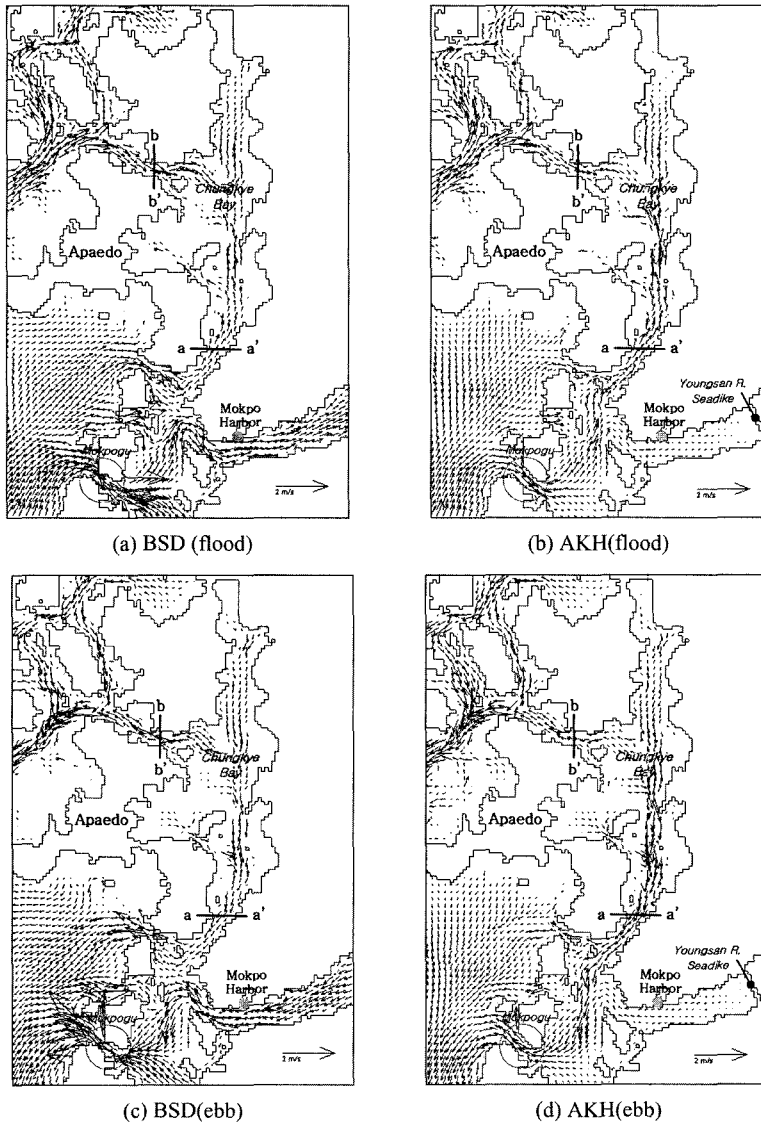 b
b'
Chungkye
Bay
Apaedo
a
a'
Mokpo
Harbor
Mokpogu
2 m/s
(a) BSD (flood)
b
b'
Chungkye
Bay
Apaedo
a
a'
Youngsan R.
Seadike
Mokpo
Harbor
Mokpogu
2 m/s
(b) AKH(flood)
b
b'
Chungkye
Bay
Apaedo
a
a'
Mokpo
Harbor
Mokpogu
2 m/s
(c) BSD(ebb)
b
b'
Chungkye
Bay
Apaedo
a
a'
Youngsan R.
Seadike
Mokpo
Harbor
Mokpogu
2 m/s
(d) AKH(ebb)